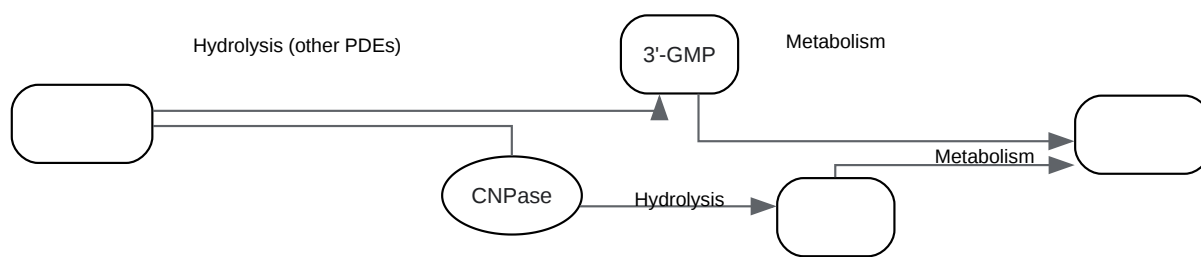 Hydrolysis (other PDEs)
3'-GMP
Metabolism
Metabolism
CNPase
Hydrolysis